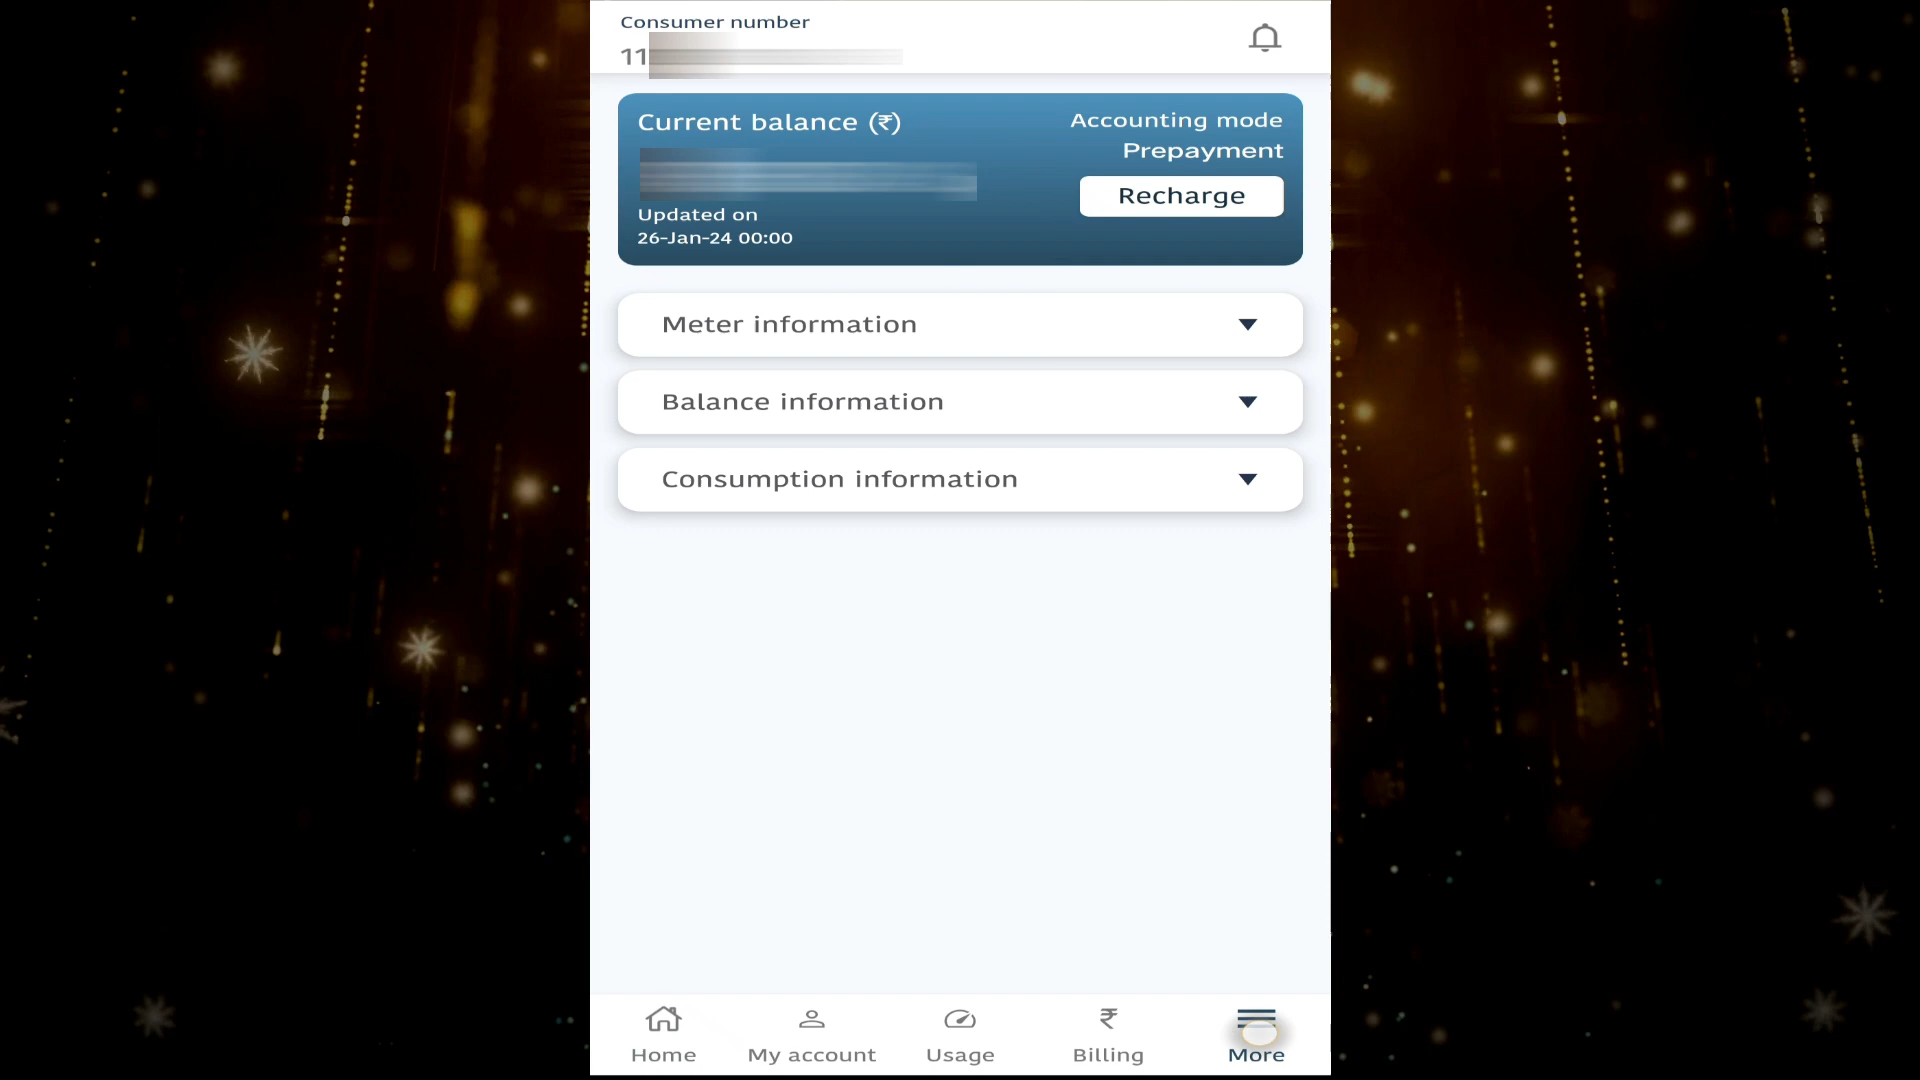 Consumer number
11
Current balance (₹)
Accounting mode
Prepayment
Recharge
Updated on
26-Jan-24 00:00
Meter information
Balance information
Consumption information
Home
My account
Usage
Billing
More